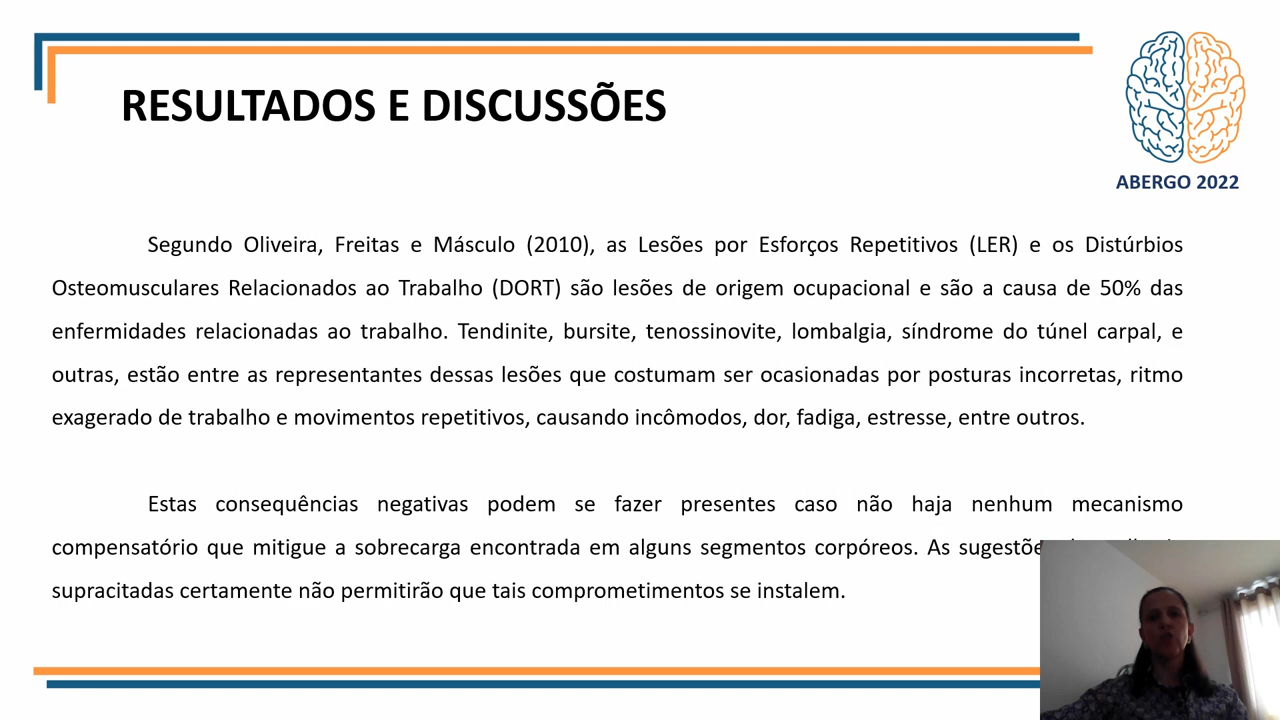 RESULTADOS E DISCUSSÕES
ABERGO 2022
Segundo Oliveira, Freitas e Másculo (2010), as Lesões por Esforços Repetitivos (LER) e os Distúrbios
Osteomusculares Relacionados ao Trabalho (DORT) são lesões de origem ocupacional e são a causa de 50% das
enfermidades relacionadas ao trabalho. Tendinite, bursite, tenossinovite, lombalgia, síndrome do túnel carpal, e
outras, estão entre as representantes dessas lesões que costumam ser ocasionadas por posturas incorretas, ritmo
exagerado de trabalho e movimentos repetitivos, causando incômodos, dor, fadiga, estresse, entre outros.
Estas consequências negativas podem se fazer presentes caso não haja nenhum mecanismo
compensatório que mitigue a sobrecarga encontrada em alguns segmentos corpóreos. As
supracitadas certamente não permitirão que tais comprometimentos se instalem.